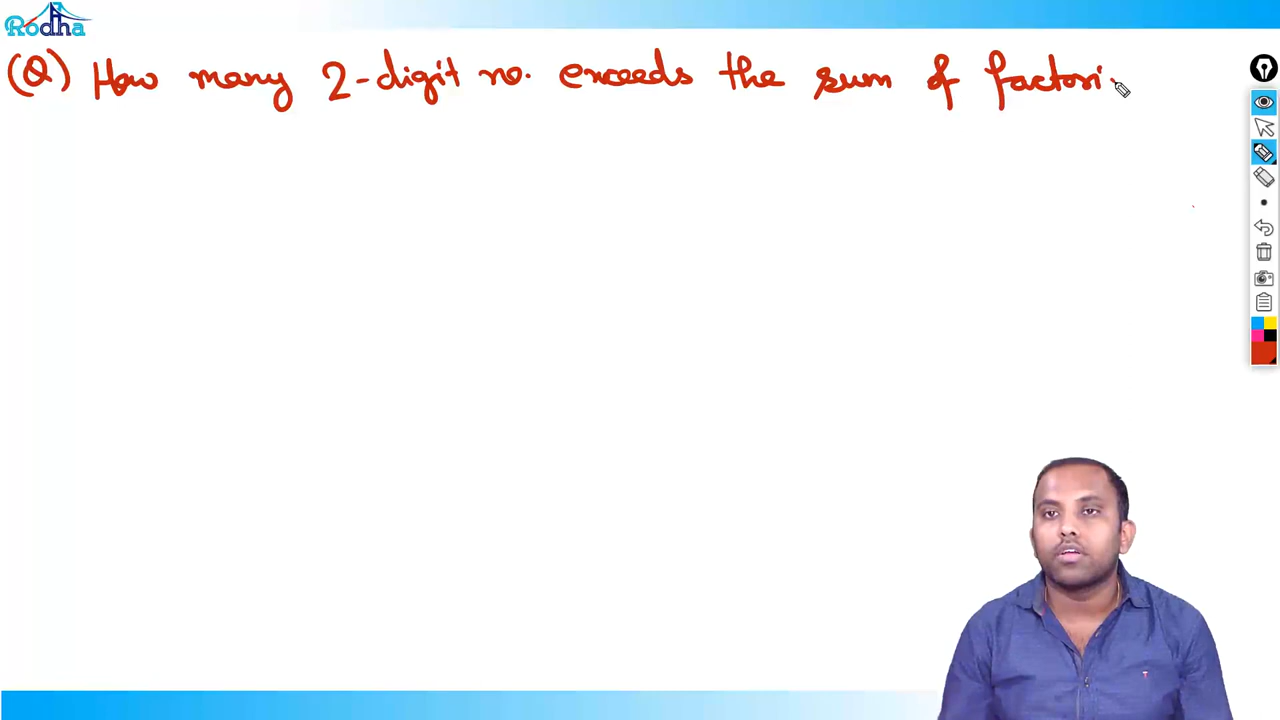 Rodha
(Q) How many 2-digit no. exceeds the sum of factori